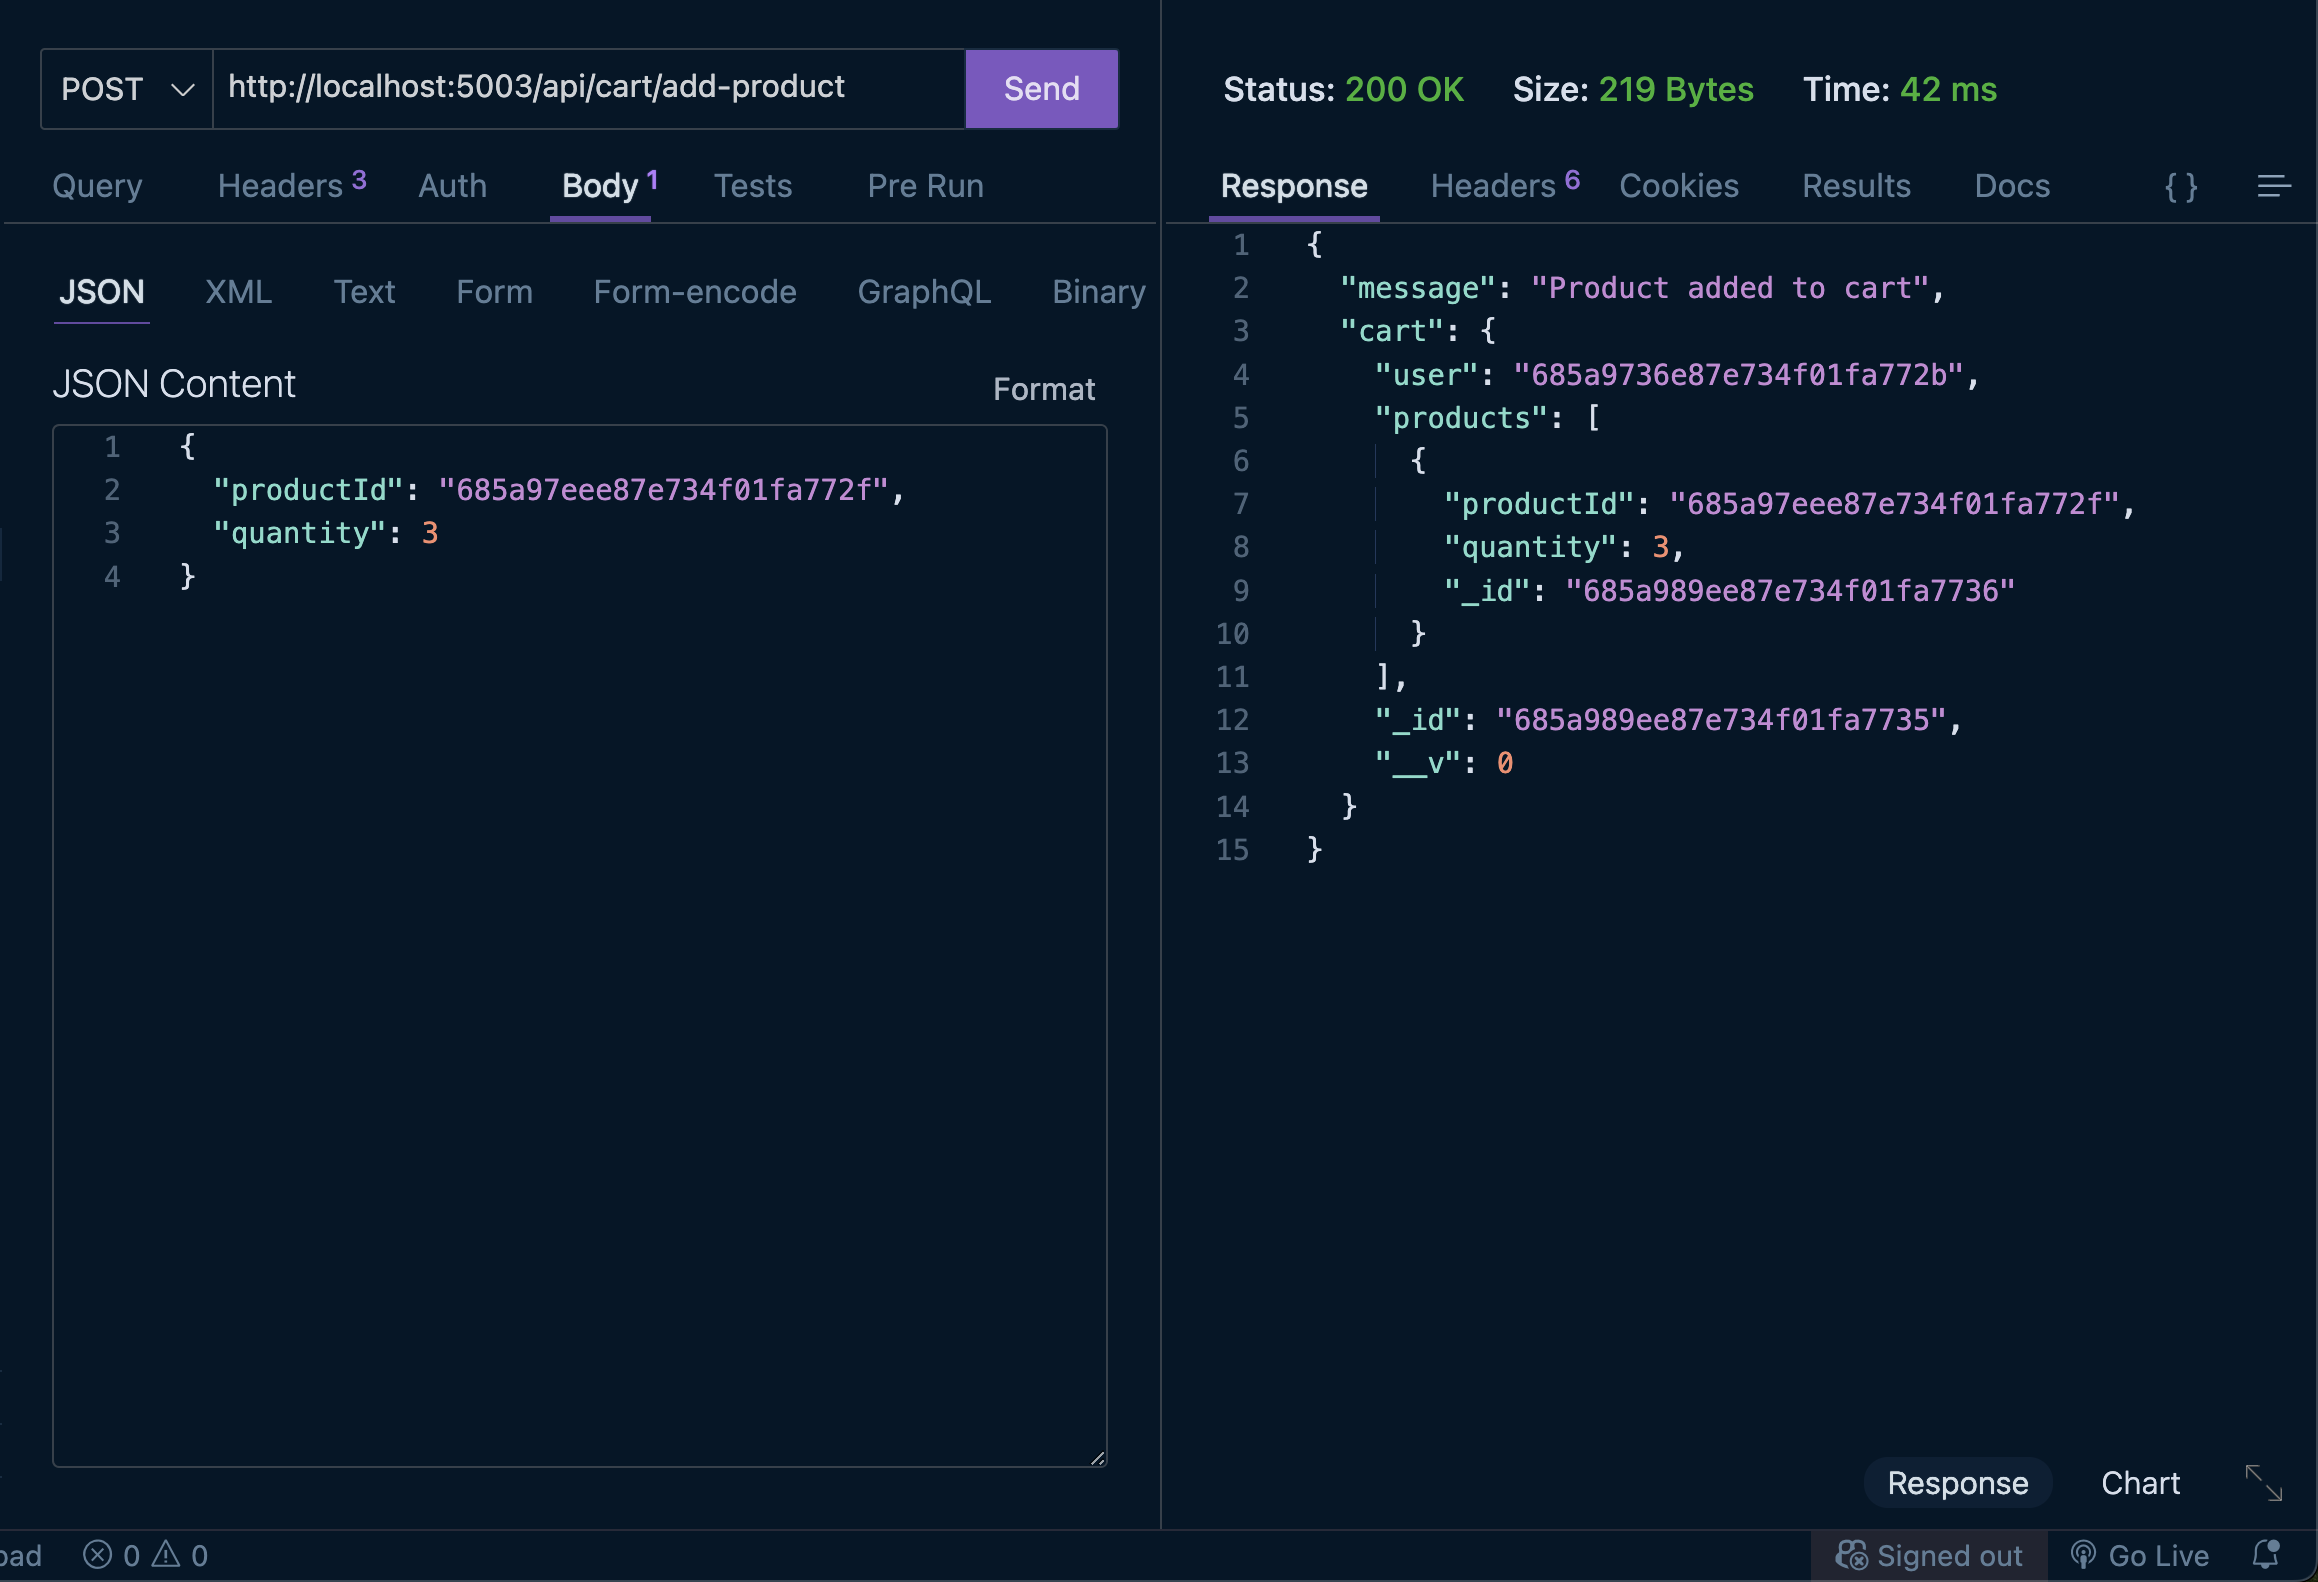 POST http://localhost:5003/api/cart/add-product Send
Query Headers 3 Auth Body 1 Tests Pre Run
JSON XML Text Form Form-encode GraphQL Binary
JSON Content Format
1 {
2 "productId": "685a97eee87e734f01fa772f",
3 "quantity": 3
4 }
Status: 200 OK Size: 219 Bytes Time: 42 ms
Response Headers 6 Cookies Results Docs { }
1 {
2 "message": "Product added to cart",
3 "cart": {
4 "user": "685a9736e87e734f01fa772b",
5 "products": [
6 {
7 "productId": "685a97eee87e734f01fa772f",
8 "quantity": 3,
9 "_id": "685a989ee87e734f01fa7736"
10 }
11 ],
12 "_id": "685a989ee87e734f01fa7735",
13 "__v": 0
14 }
15 }
Response Chart
0 0 Signed out Go Live